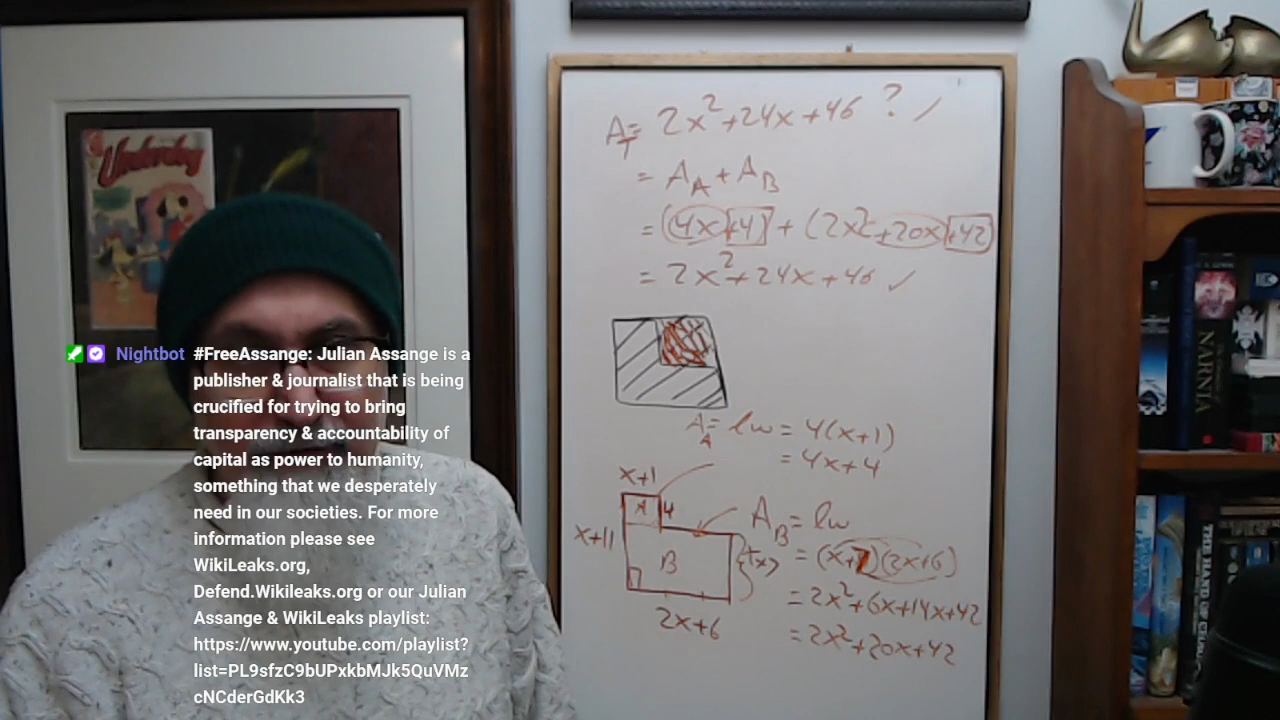 Underdog
A_T = 2x²+24x+46 ? ✓
= A_A + A_B
= (4x+4) + (2x²+20x+42)
= 2x²+24x+46 ✓
A_A = lw = 4(x+1)
= 4x+4
x+1
A
4
x+11
B
2x+6
A_B = lw
= (x+7)(2x+6)
= 2x²+6x+14x+42
= 2x²+20x+42
Nightbot #FreeAssange: Julian Assange is a
publisher & journalist that is being
crucified for trying to bring
transparency & accountability of
capital as power to humanity,
something that we desperately
need in our societies. For more
information please see
WikiLeaks.org,
Defend.Wikileaks.org or our Julian
Assange & WikiLeaks playlist:
https://www.youtube.com/playlist?
list=PL9sfzC9bUPxkbMJk5QuVMz
cNCderGdKk3
NARNIA